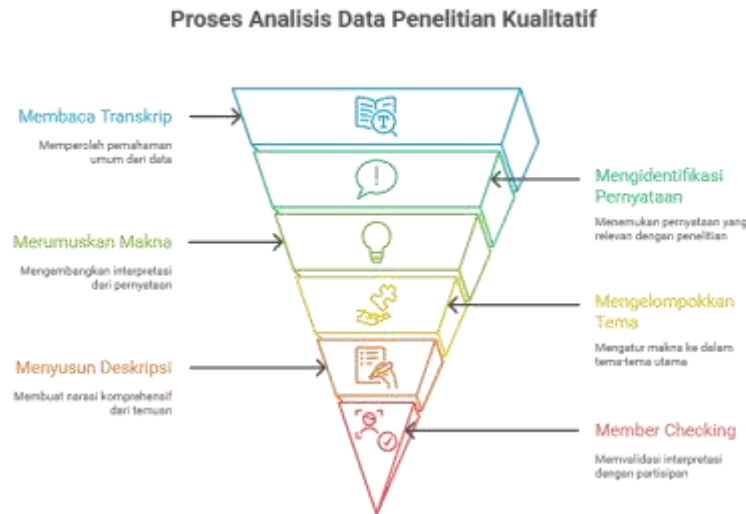 Proses Analisis Data Penelitian Kualitatif
Membaca Transkrip
Memperoleh pemahaman
umum dari data
Mengidentifikasi
Pernyataan
Menemukan pernyataan yang
relevan dengan penelitian
Merumuskan Makna
Mengembangkan interpretasi
dari pernyataan
Mengelompokkan
Tema
Mengatur makna ke dalam
tema-tema utama
Menyusun Deskripsi
Membuat narasi komprehensif
dari temuan
Member Checking
Memvalidasi interpretasi
dengan partisipan
T